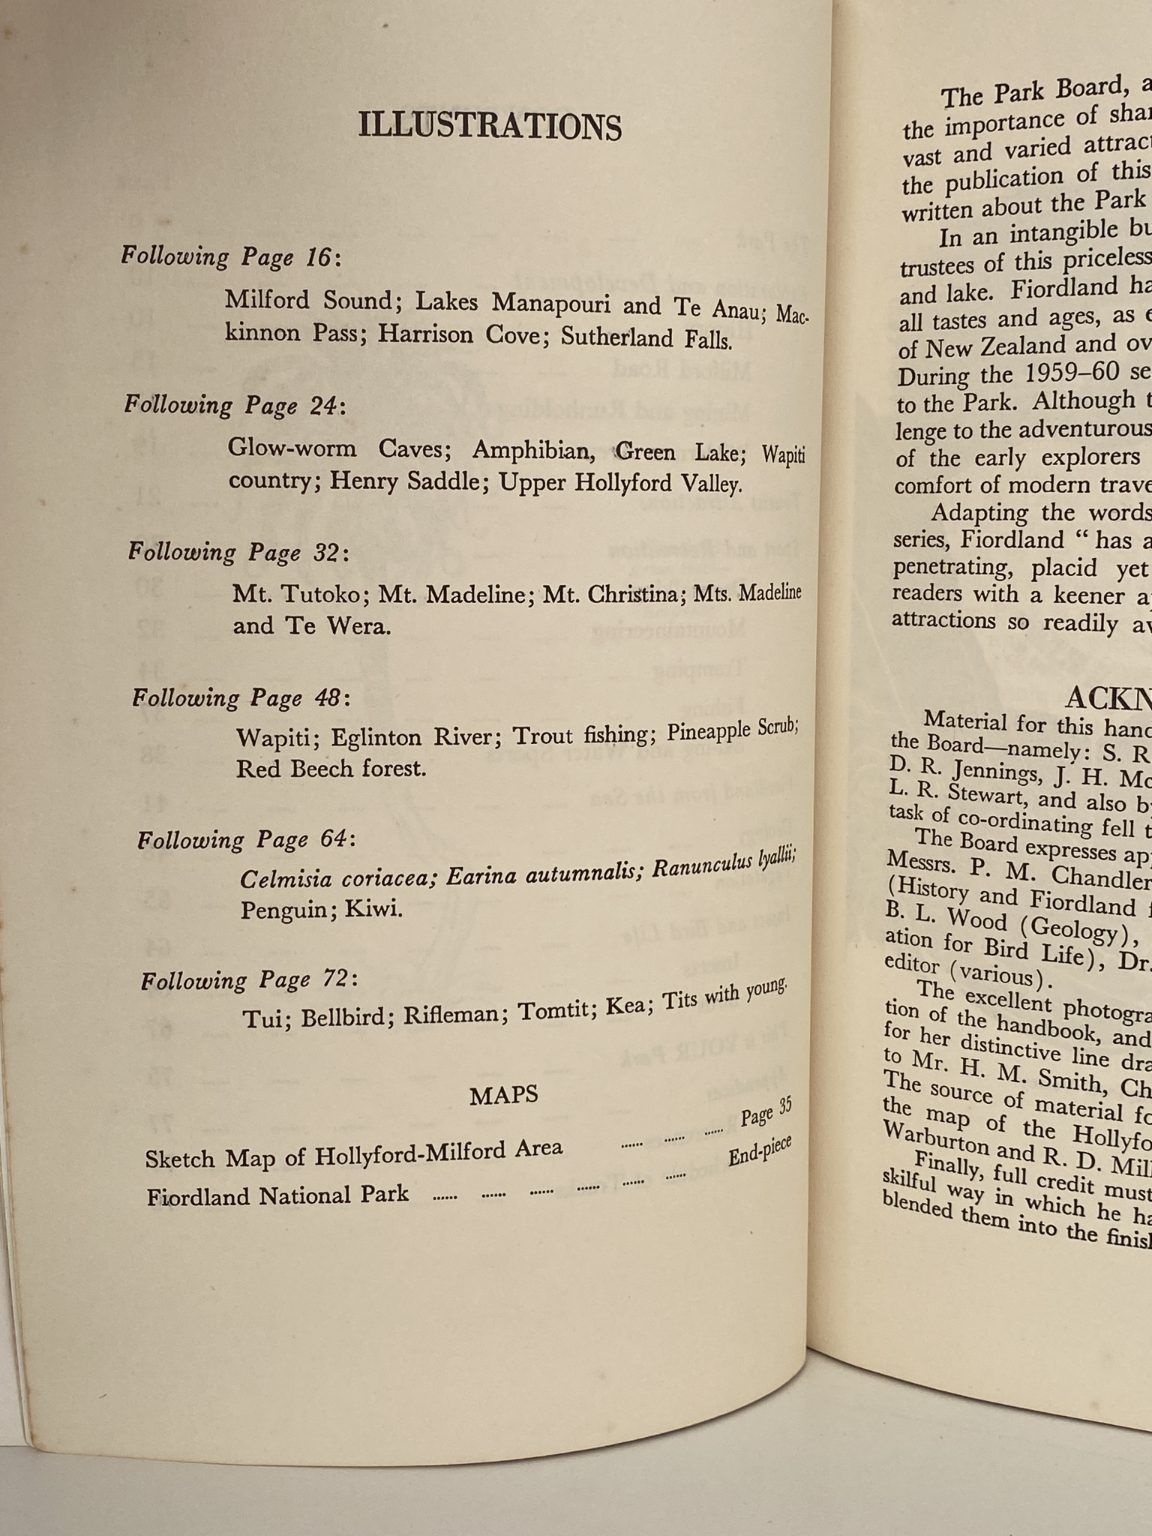 ILLUSTRATIONS
Following Page 16:
Milford Sound; Lakes Manapouri and Te Anau; Mac-
kinnon Pass; Harrison Cove; Sutherland Falls.
Following Page 24:
Glow-worm Caves; Amphibian, Green Lake; Wapiti
country; Henry Saddle; Upper Hollyford Valley.
Following Page 32:
Mt. Tutoko; Mt. Madeline; Mt. Christina; Mts. Madeline
and Te Wera.
Following Page 48:
Wapiti; Eglinton River; Trout fishing; Pineapple Scrub;
Red Beech forest.
Following Page 64:
Celmisia coriacea; Earina autumnalis; Ranunculus lyallii;
Penguin; Kiwi.
Following Page 72:
Tui; Bellbird; Rifleman; Tomtit; Kea; Tits with young.
MAPS
Sketch Map of Hollyford-Milford Area ...... ...... ...... Page 35
Fiordland National Park ...... ...... ...... ...... ...... ...... End-piece
The Park Board, a
the importance of shar
vast and varied attract
the publication of this
written about the Park
In an intangible bu
trustees of this priceless
and lake. Fiordland ha
all tastes and ages, as e
of New Zealand and ov
During the 1959–60 se
to the Park. Although t
lenge to the adventurous
of the early explorers
comfort of modern trave
Adapting the words
series, Fiordland “ has a
penetrating, placid yet
readers with a keener a
attractions so readily av
ACKN
Material for this hand
the Board—namely: S. R
D. R. Jennings, J. H. Mc
L. R. Stewart, and also b
task of co-ordinating fell t
The Board expresses ap
Messrs. P. M. Chandler
(History and Fiordland f
B. L. Wood (Geology),
ation for Bird Life), Dr.
editor (various).
The excellent photogra
tion of the handbook, and
for her distinctive line dra
to Mr. H. M. Smith, Ch
The source of material fo
the map of the Hollyfo
Warburton and R. D. Mill
Finally, full credit must
skilful way in which he ha
blended them into the finish